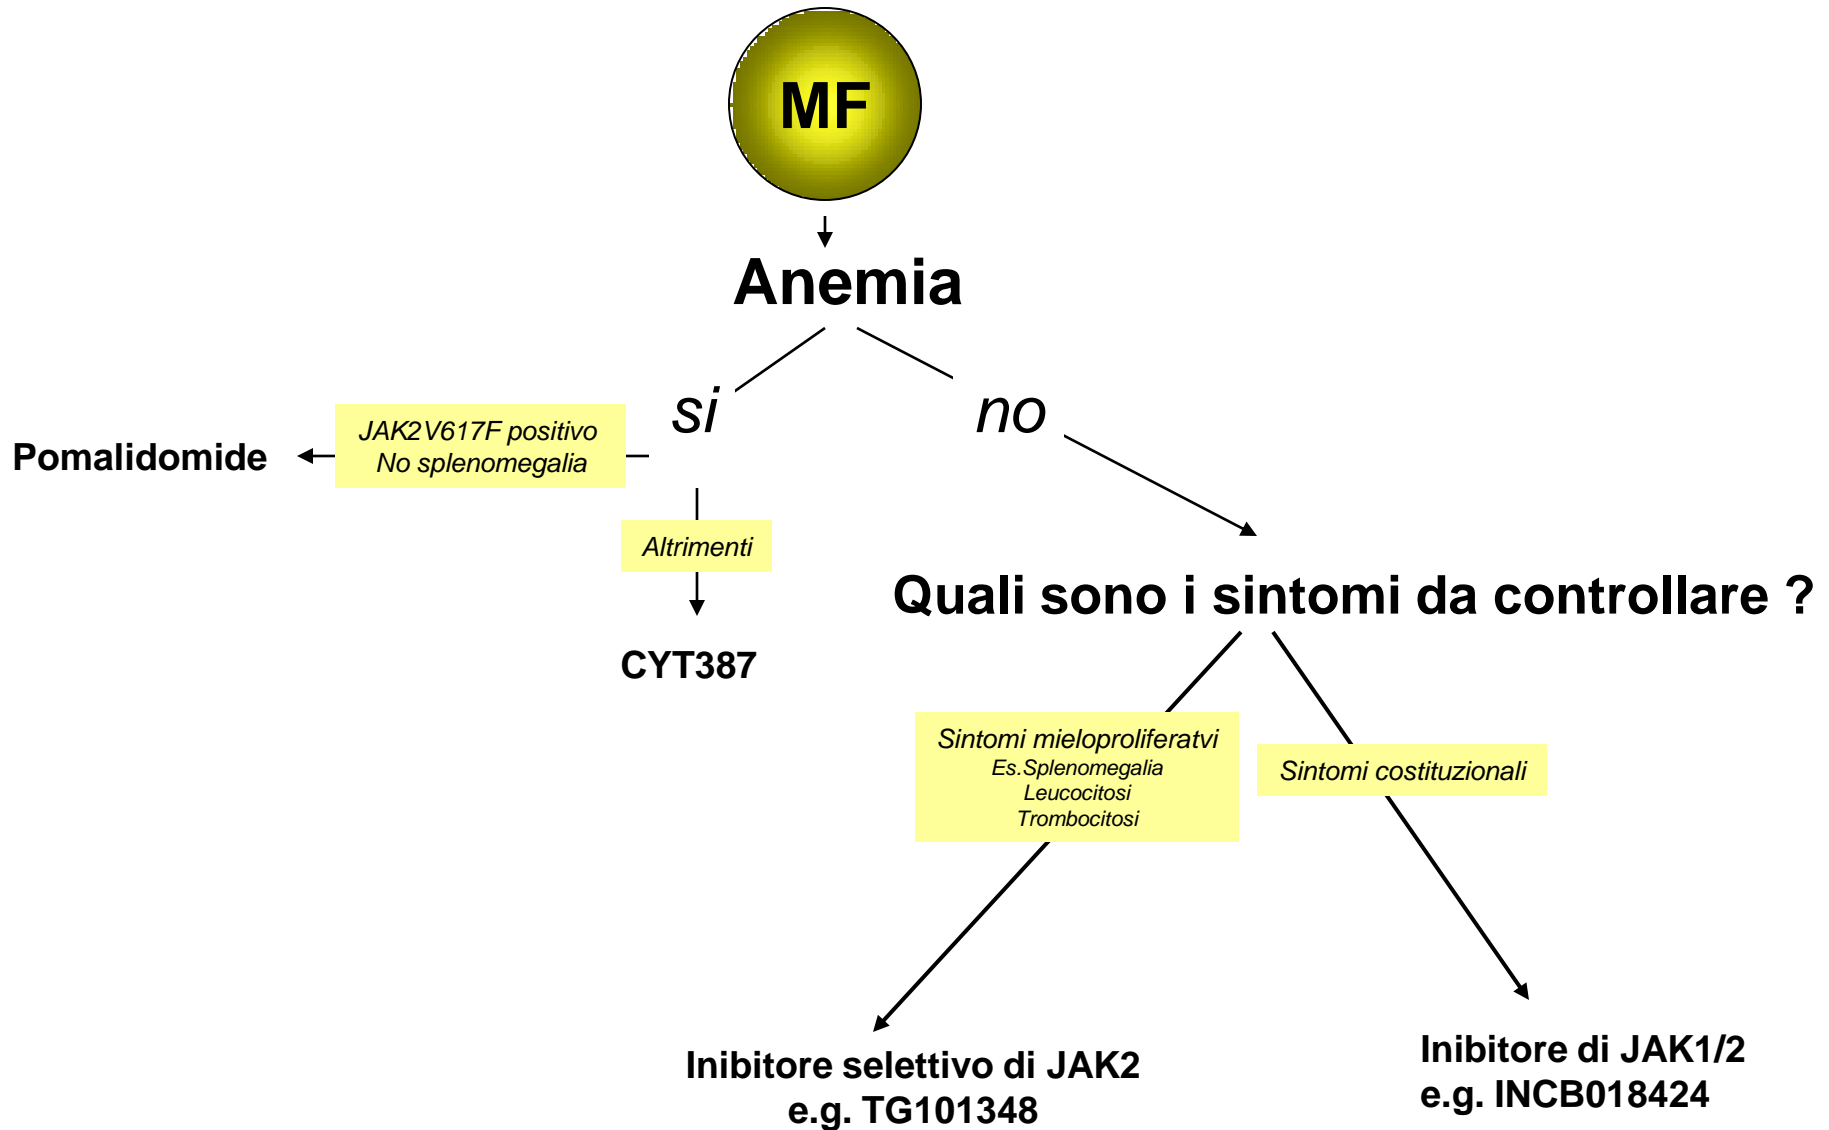 MF
Anemia
si
no
JAK2V617F positivo
No splenomegalia
Pomalidomide
Altrimenti
CYT387
Quali sono i sintomi da controllare ?
Sintomi mieloproliferatvi
Es.Splenomegalia
Leucocitosi
Trombocitosi
Sintomi costituzionali
Inibitore selettivo di JAK2
e.g. TG101348
Inibitore di JAK1/2
e.g. INCB018424